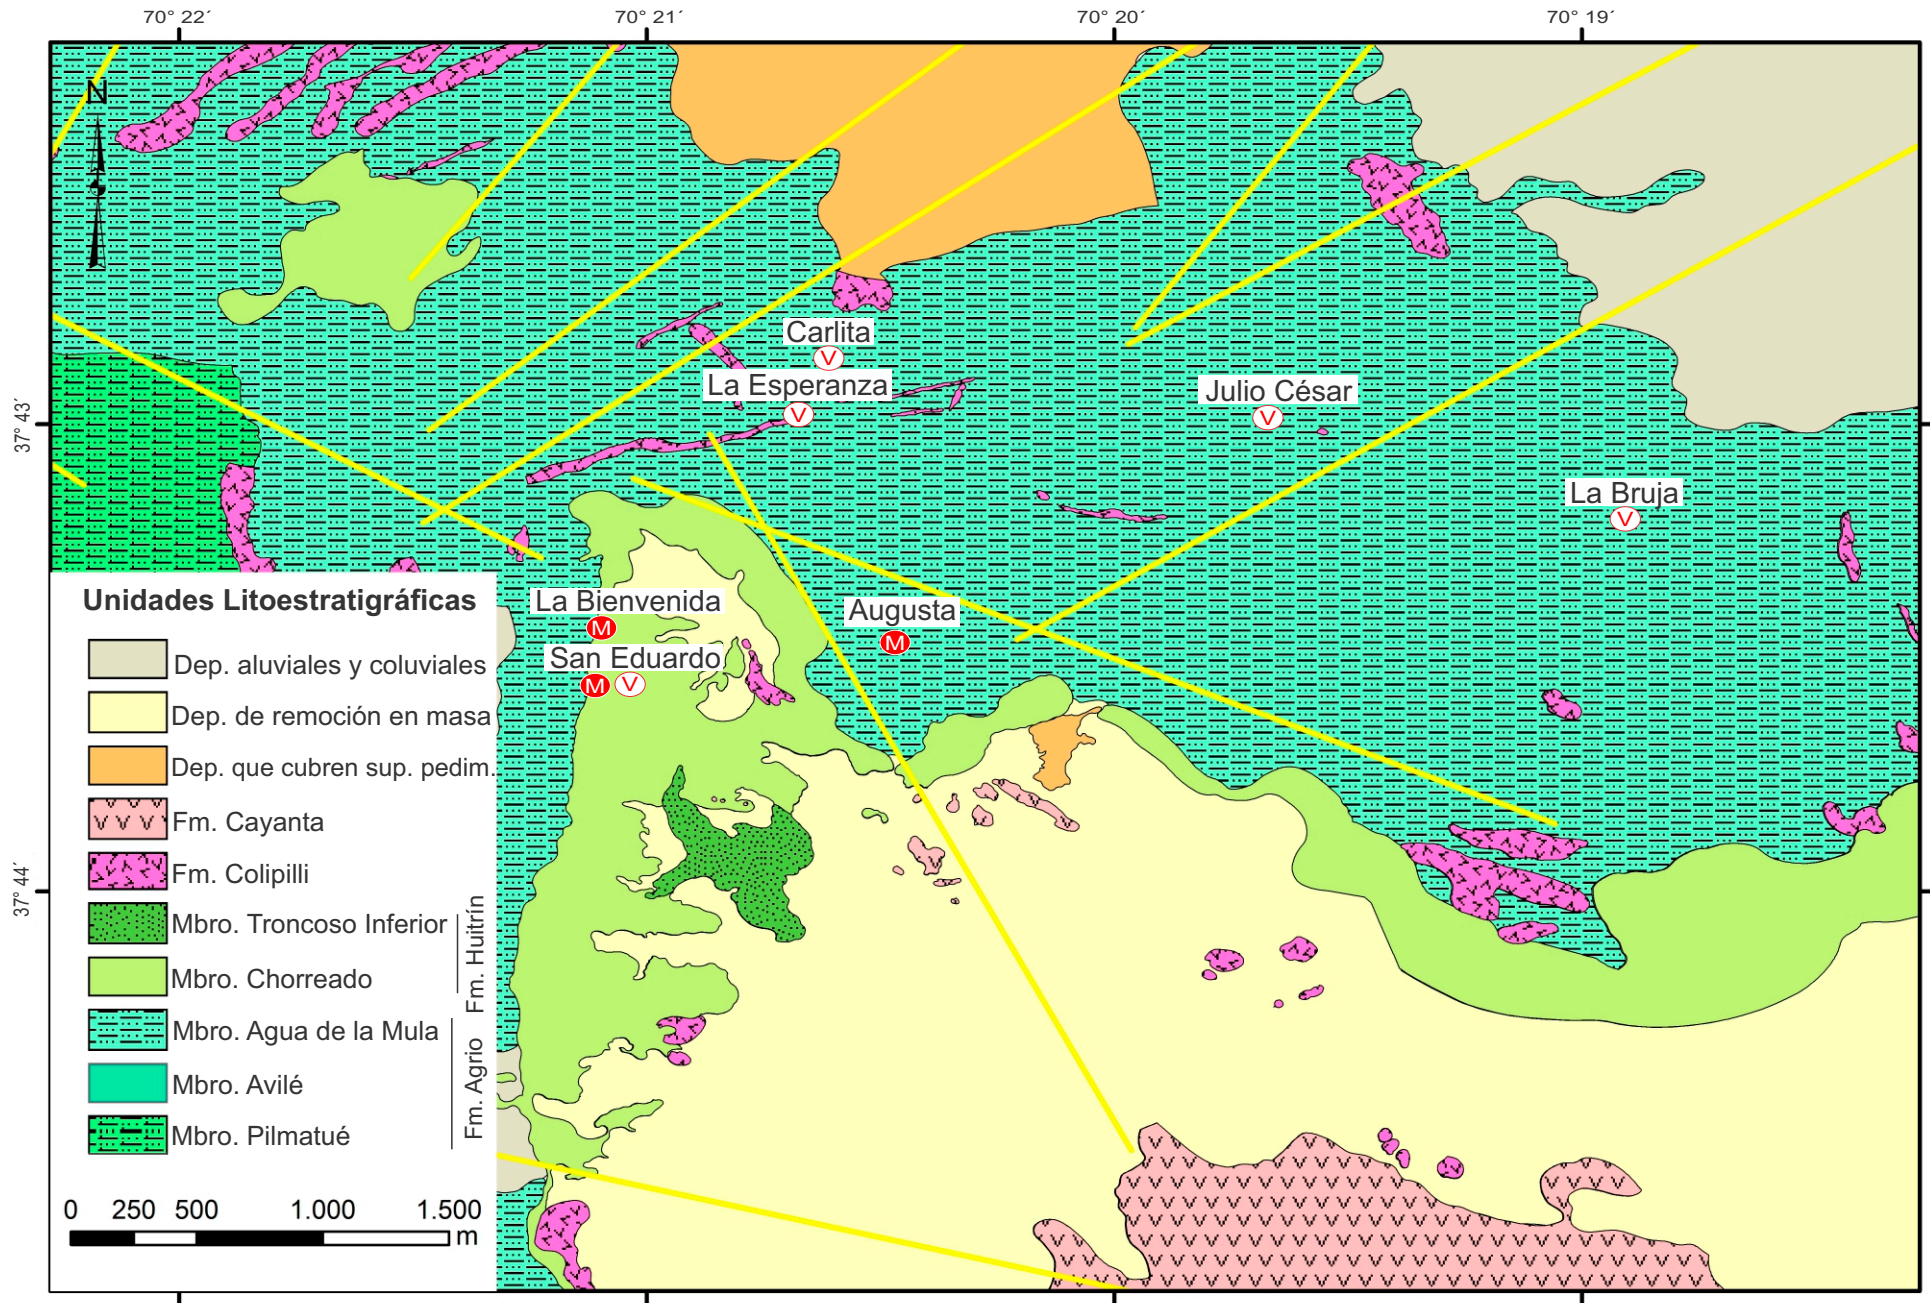 70° 22´
70° 21´
70° 20´
70° 19´
N
37° 43´
37° 44´
Carlita
V
La Esperanza
V
Julio César
V
La Bruja
V
La Bienvenida
M
Augusta
M
San Eduardo
M V
Unidades Litoestratigráficas
Dep. aluviales y coluviales
Dep. de remoción en masa
Dep. que cubren sup. pedim.
Fm. Cayanta
Fm. Colipilli
Mbro. Troncoso Inferior
Mbro. Chorreado
Fm. Huitrín
Mbro. Agua de la Mula
Mbro. Avilé
Mbro. Pilmatué
Fm. Agrio
0 250 500 1.000 1.500
m